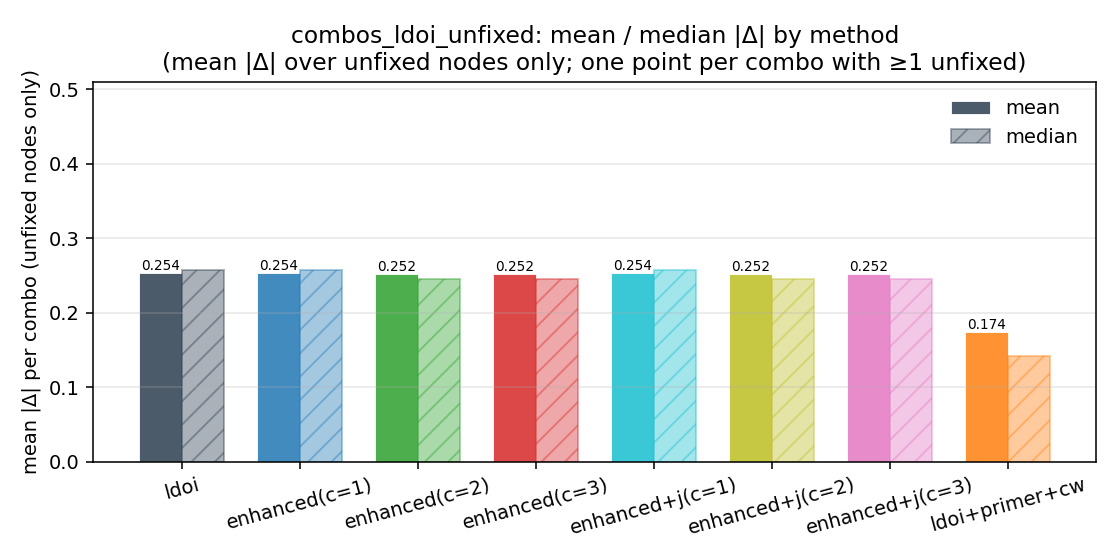 combos_ldoi_unfixed: mean / median |Δ| by method
(mean |Δ| over unfixed nodes only; one point per combo with ≥1 unfixed)
mean |Δ| per combo (unfixed nodes only)
0.5
0.4
0.3
0.2
0.1
0.0
mean
median
0.254
0.254
0.252
0.252
0.254
0.252
0.252
0.174
ldoi
enhanced(c=1)
enhanced(c=2)
enhanced(c=3)
enhanced+j(c=1)
enhanced+j(c=2)
enhanced+j(c=3)
ldoi+primer+cw